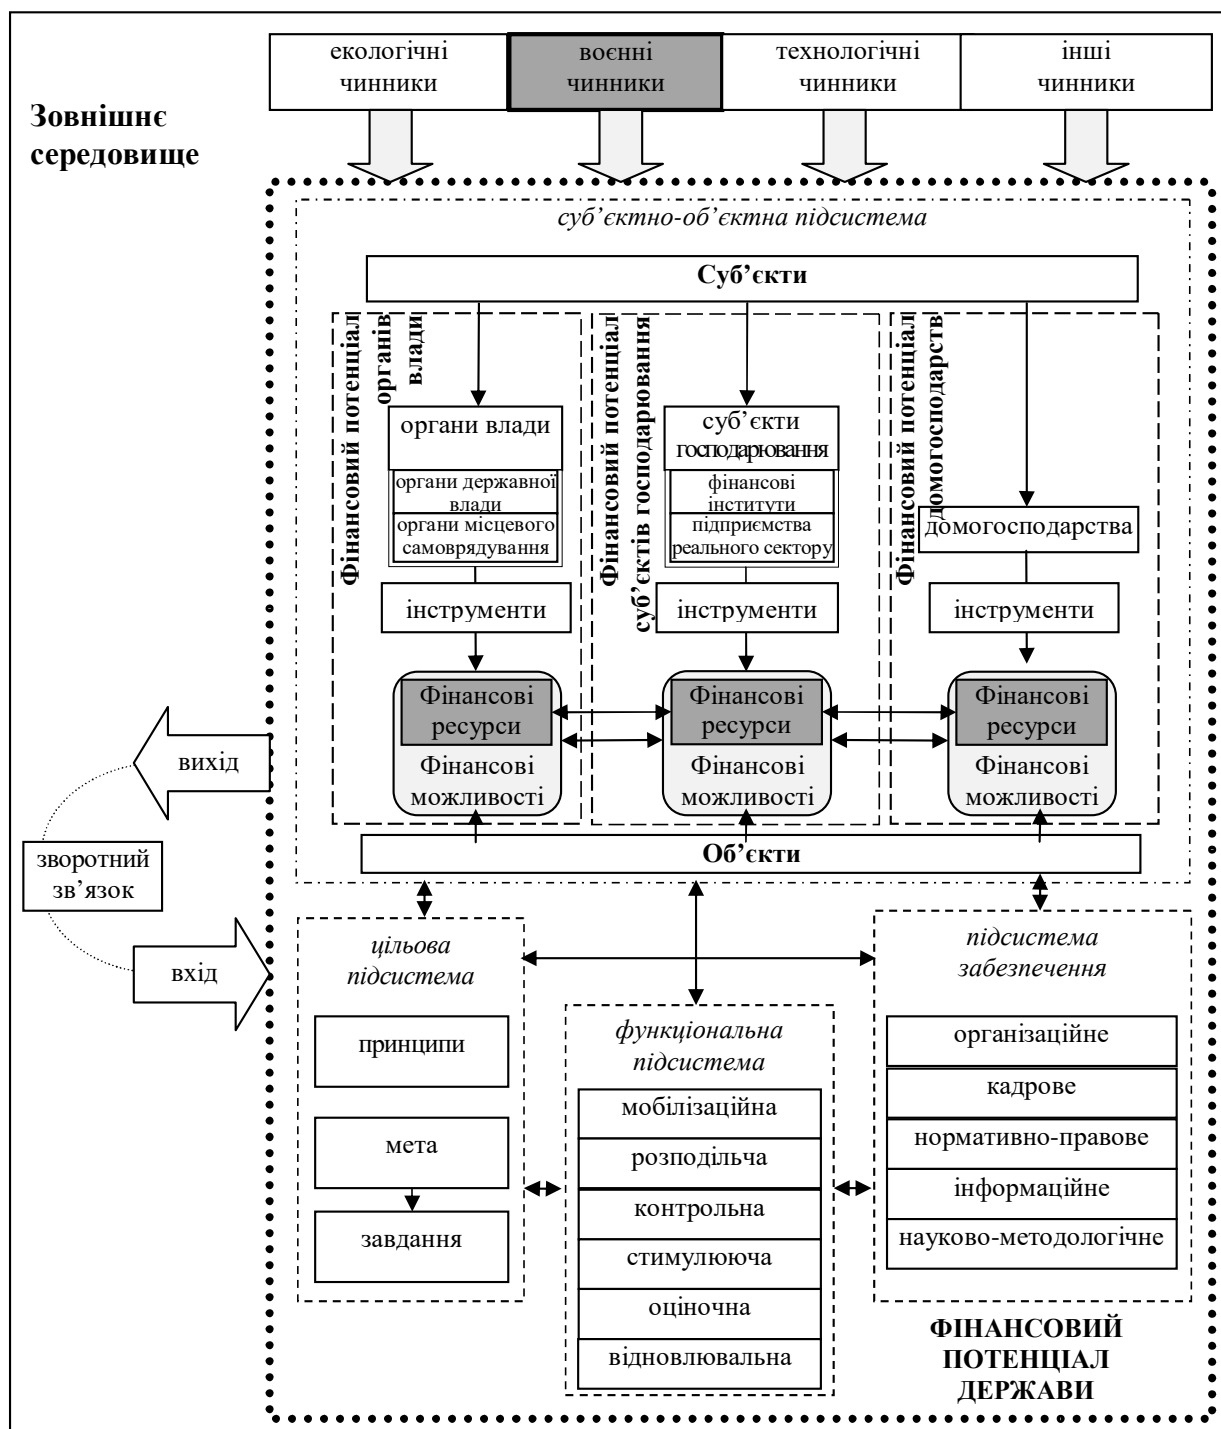 екологічні
чинники
воєнні
чинники
технологічні
чинники
інші
чинники
Зовнішнє
середовище
суб’єктно-об’єктна підсистема
Суб’єкти
Фінансовий потенціал
органів
влади
органи влади
органи державної
влади
органи місцевого
самоврядування
інструменти
Фінансові
ресурси
Фінансові
можливості
Фінансовий потенціал
суб’єктів господарювання
суб’єкти
господарювання
фінансові
інститути
підприємства
реального сектору
інструменти
Фінансові
ресурси
Фінансові
можливості
Фінансовий потенціал
домогосподарств
домогосподарства
інструменти
Фінансові
ресурси
Фінансові
можливості
Об’єкти
вихід
зворотний
зв’язок
вхід
цільова
підсистема
принципи
мета
завдання
функціональна
підсистема
мобілізаційна
розподільча
контрольна
стимулююча
оціночна
відновлювальна
підсистема
забезпечення
організаційне
кадрове
нормативно-правове
інформаційне
науково-методологічне
ФІНАНСОВИЙ
ПОТЕНЦІАЛ
ДЕРЖАВИ